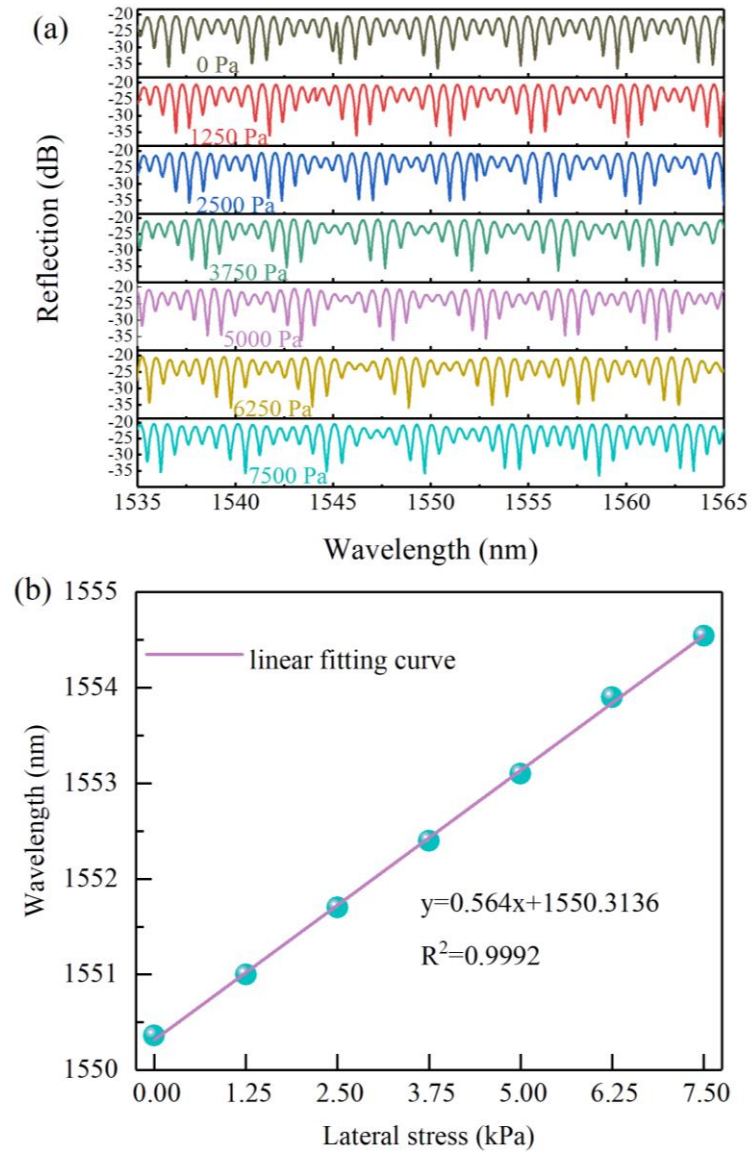 (a)
Reflection (dB)
-20
-25
-30
-35
0 Pa
-20
-25
-30
-35
1250 Pa
-20
-25
-30
-35
2500 Pa
-20
-25
-30
-35
3750 Pa
-20
-25
-30
-35
5000 Pa
-20
-25
-30
-35
6250 Pa
-20
-25
-30
-35
7500 Pa
1535 1540 1545 1550 1555 1560 1565
Wavelength (nm)
(b)
Wavelength (nm)
1555
1554
1553
1552
1551
1550
linear fitting curve
y=0.564x+1550.3136
R²=0.9992
0.00 1.25 2.50 3.75 5.00 6.25 7.50
Lateral stress (kPa)